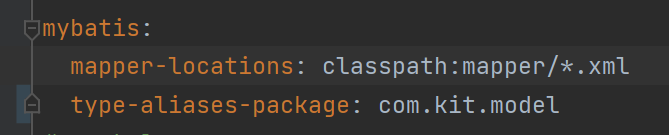 mybatis:
  mapper-locations: classpath:mapper/*.xml
  type-aliases-package: com.kit.model